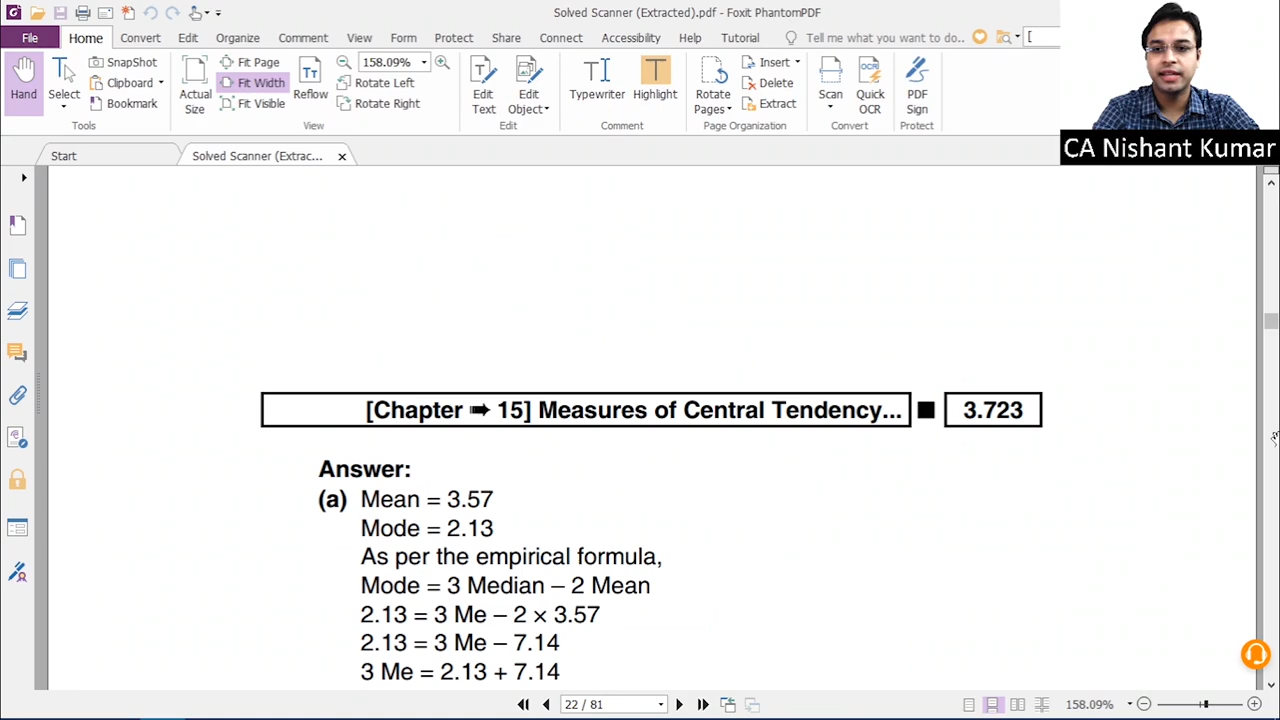 Solved Scanner (Extracted).pdf - Foxit PhantomPDF
File Home Convert Edit Organize Comment View Form Protect Share Connect Accessibility Help Tutorial Tell me what you want to do..
Hand
Select
SnapShot
Clipboard
Bookmark
Tools
Actual Size
Fit Page
Fit Width
Fit Visible
Reflow
158.09%
Rotate Left
Rotate Right
View
Edit Text
Edit Object
Edit
Typewriter
Highlight
Comment
Rotate Pages
Insert
Delete
Extract
Page Organization
Scan
Quick OCR
Convert
PDF Sign
Protect
CA Nishant Kumar
Start
Solved Scanner (Extrac...
[Chapter ➠ 15] Measures of Central Tendency... ■ 3.723
Answer:
(a) Mean = 3.57
Mode = 2.13
As per the empirical formula,
Mode = 3 Median – 2 Mean
2.13 = 3 Me – 2 × 3.57
2.13 = 3 Me – 7.14
3 Me = 2.13 + 7.14
22 / 81
158.09%